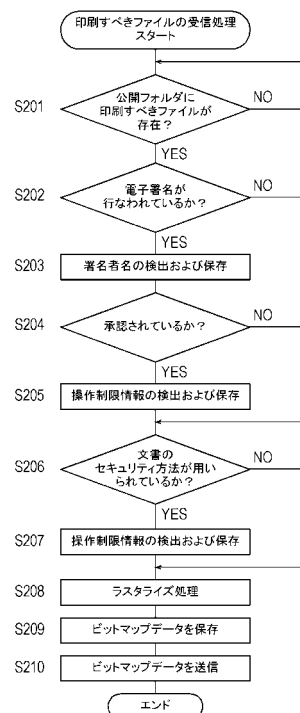 印刷すべきファイルの受信処理
スタート
S201
公開フォルダに
印刷すべきファイルが
存在?
NO
YES
S202
電子署名が
行なわれているか?
NO
YES
S203
署名者名の検出および保存
S204
承認されているか?
NO
YES
S205
操作制限情報の検出および保存
S206
文書の
セキュリティ方法が用い
られているか?
NO
YES
S207
操作制限情報の検出および保存
S208
ラスタライズ処理
S209
ビットマップデータを保存
S210
ビットマップデータを送信
エンド